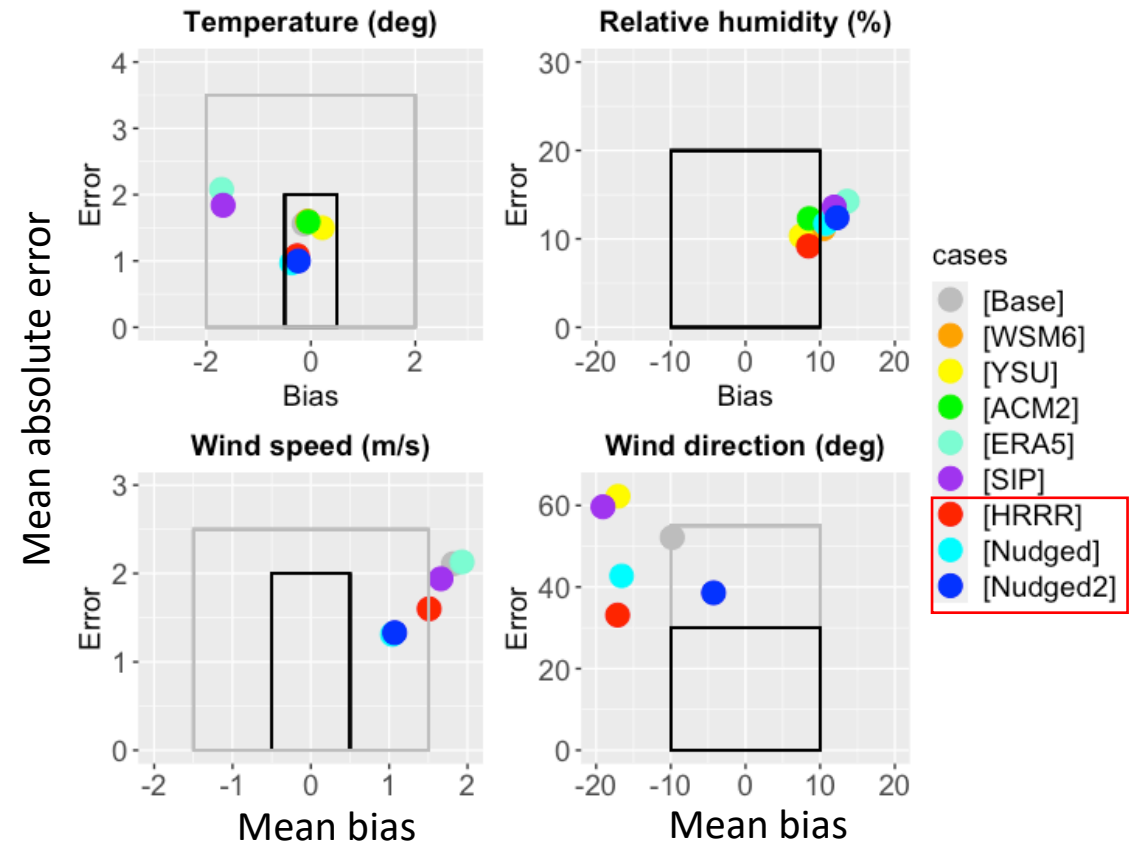 Temperature (deg)
4
3
2
1
0
Error
-2
0
2
Bias
Relative humidity (%)
30
20
10
0
Error
-20
-10
0
10
20
Bias
Mean absolute error
Wind speed (m/s)
3
2
1
0
Error
-2
-1
0
1
2
Mean bias
Wind direction (deg)
60
40
20
0
Error
-20
-10
0
10
20
Mean bias
cases
[Base]
[WSM6]
[YSU]
[ACM2]
[ERA5]
[SIP]
[HRRR]
[Nudged]
[Nudged2]